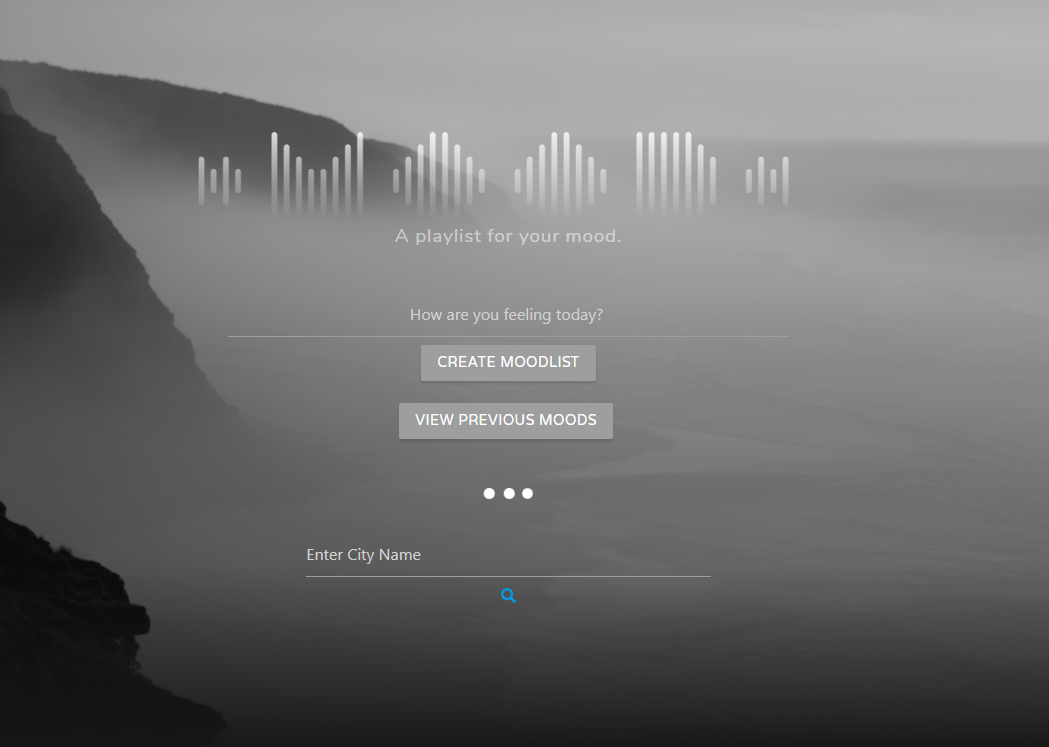 A playlist for your mood.
How are you feeling today?
CREATE MOODLIST
VIEW PREVIOUS MOODS
Enter City Name